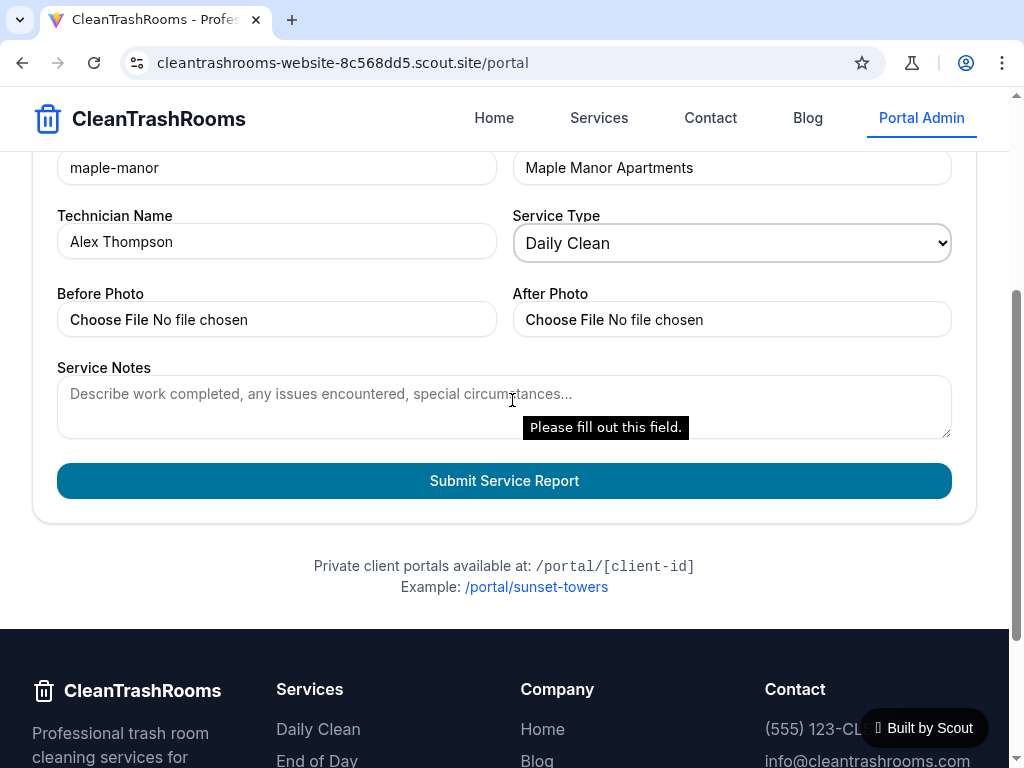 CleanTrashRooms - Profes
cleantrashrooms-website-8c568dd5.scout.site/portal
CleanTrashRooms
Home
Services
Contact
Blog
Portal Admin
maple-manor
Maple Manor Apartments
Technician Name
Service Type
Alex Thompson
Daily Clean
Before Photo
After Photo
Choose File No file chosen
Choose File No file chosen
Service Notes
Describe work completed, any issues encountered, special circumstances...
Please fill out this field.
Submit Service Report
Private client portals available at: /portal/[client-id]
Example: /portal/sunset-towers
CleanTrashRooms
Services
Company
Contact
Professional trash room
cleaning services for
Daily Clean
End of Day
Home
Blog
(555) 123-CL
info@cleantrashrooms.com
Built by Scout